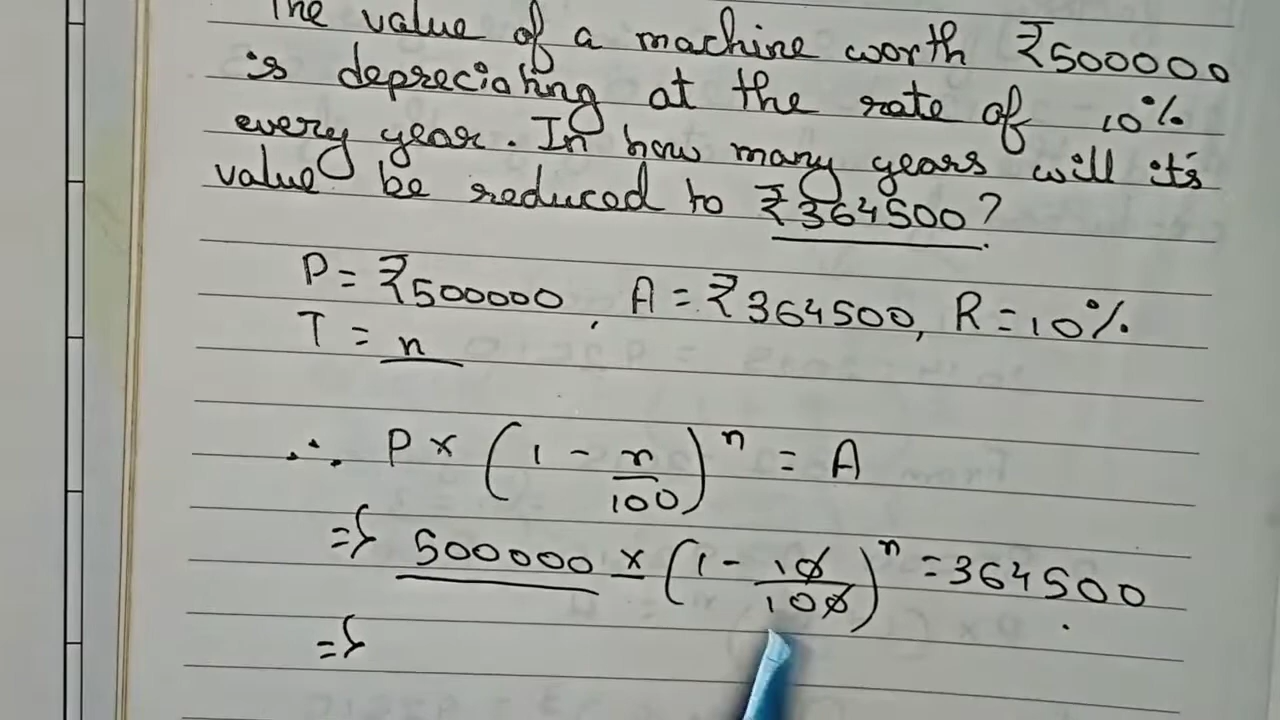 The value of a machine worth ₹500000
is depreciating at the rate of 10%
every year. In how many years will it's
value be reduced to ₹364500?
P = ₹500000, A = ₹364500, R = 10%
T = n
∴ P × (1 - r/100)^n = A
=> 500000 × (1 - 10/100)^n = 364500
=>